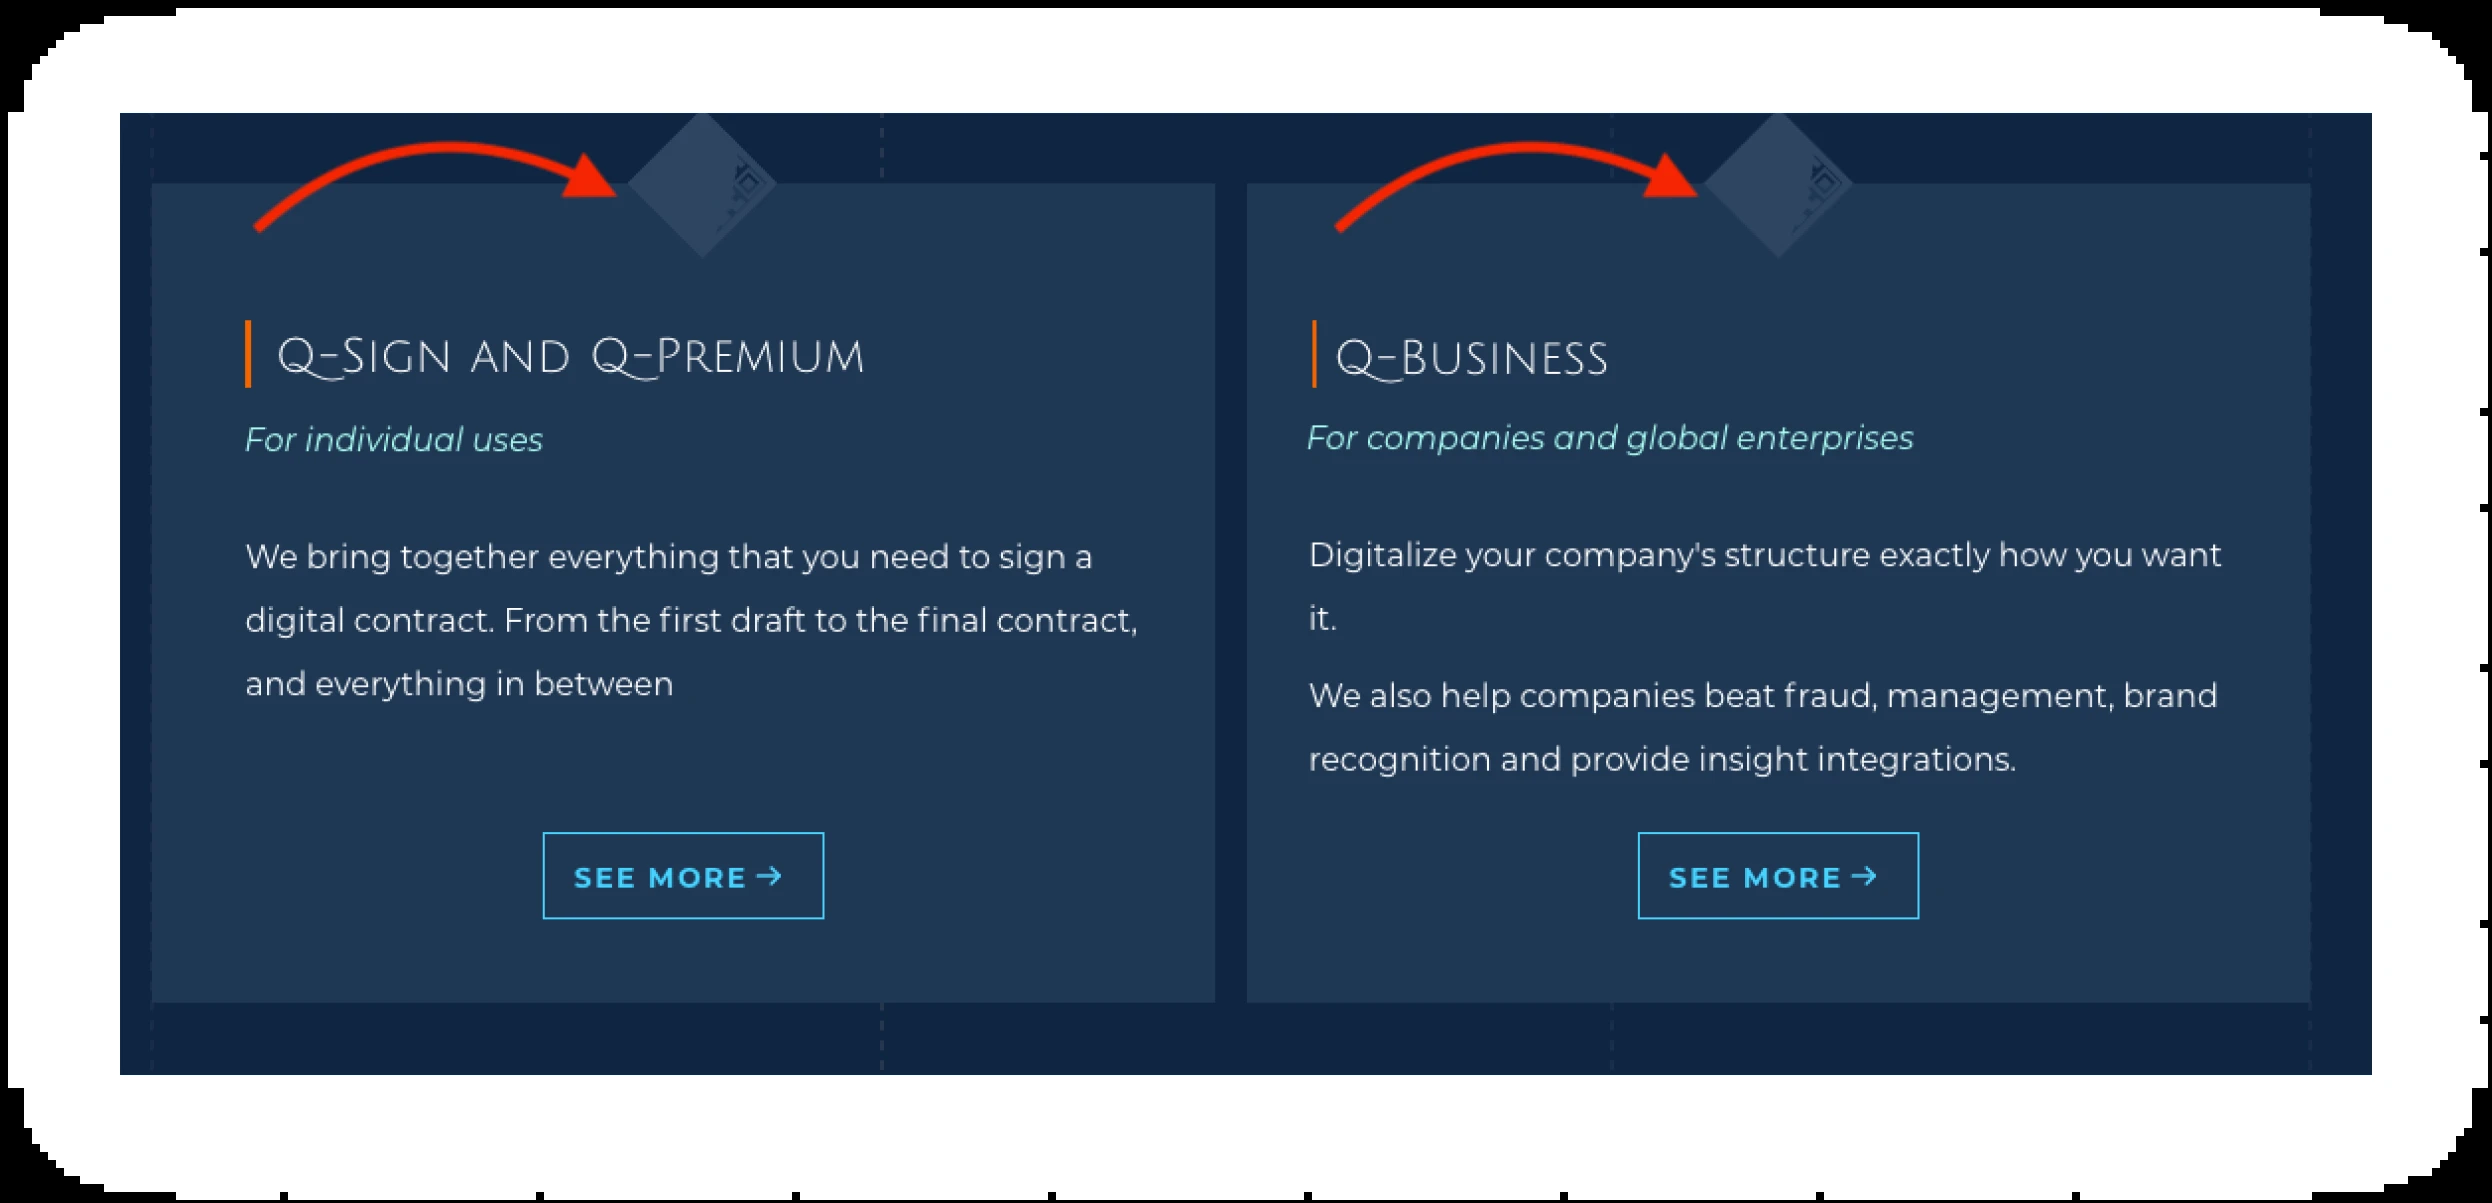 Q-Sign and Q-Premium
For individual uses
We bring together everything that you need to sign a
digital contract. From the first draft to the final contract,
and everything in between
SEE MORE →
Q-Business
For companies and global enterprises
Digitalize your company's structure exactly how you want
it.
We also help companies beat fraud, management, brand
recognition and provide insight integrations.
SEE MORE →